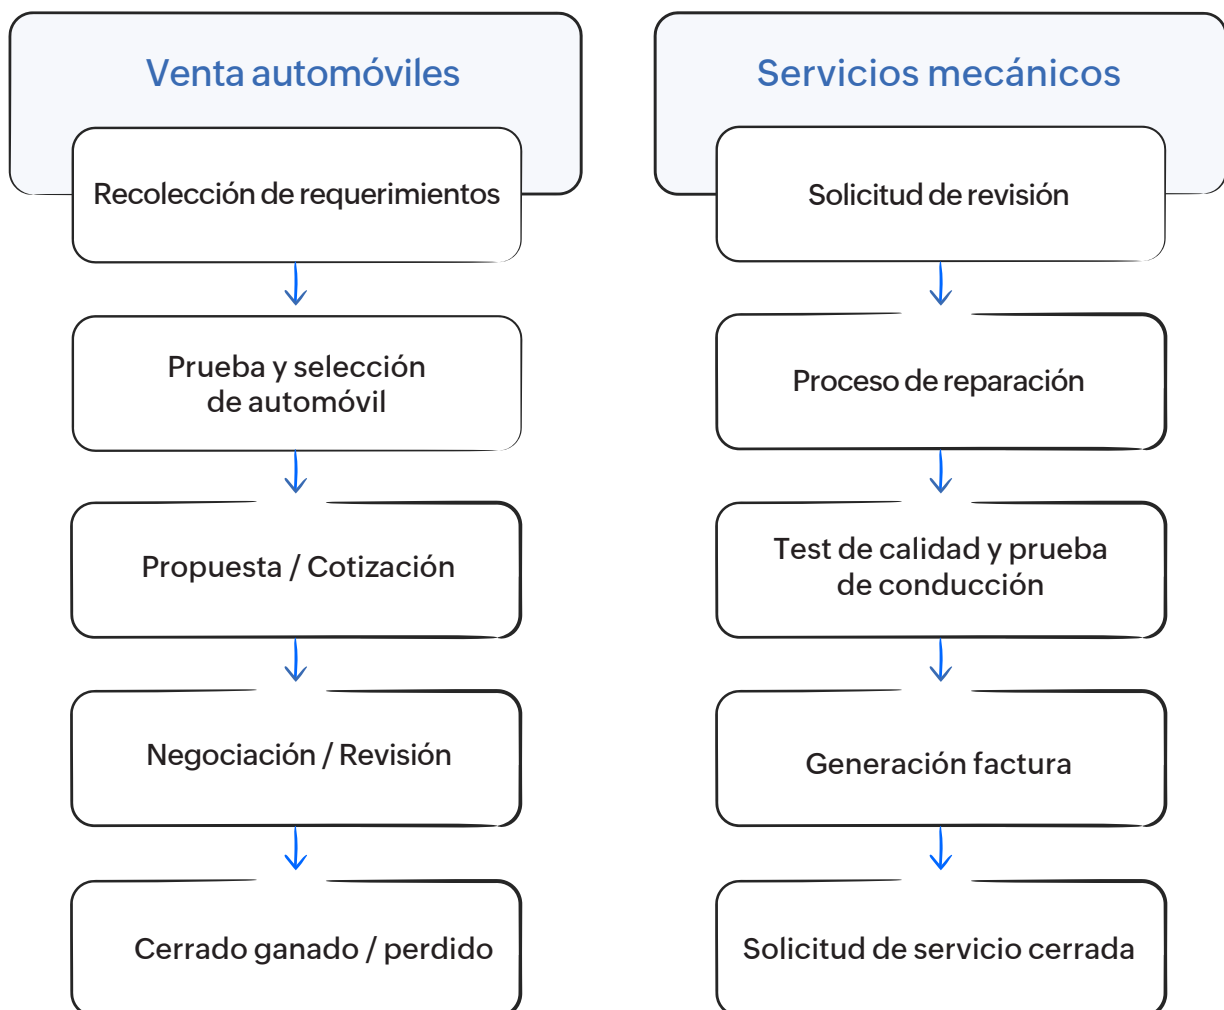 Venta automóviles
Recolección de requerimientos
Prueba y selección
de automóvil
Propuesta / Cotización
Negociación / Revisión
Cerrado ganado / perdido
Servicios mecánicos
Solicitud de revisión
Proceso de reparación
Test de calidad y prueba
de conducción
Generación factura
Solicitud de servicio cerrada